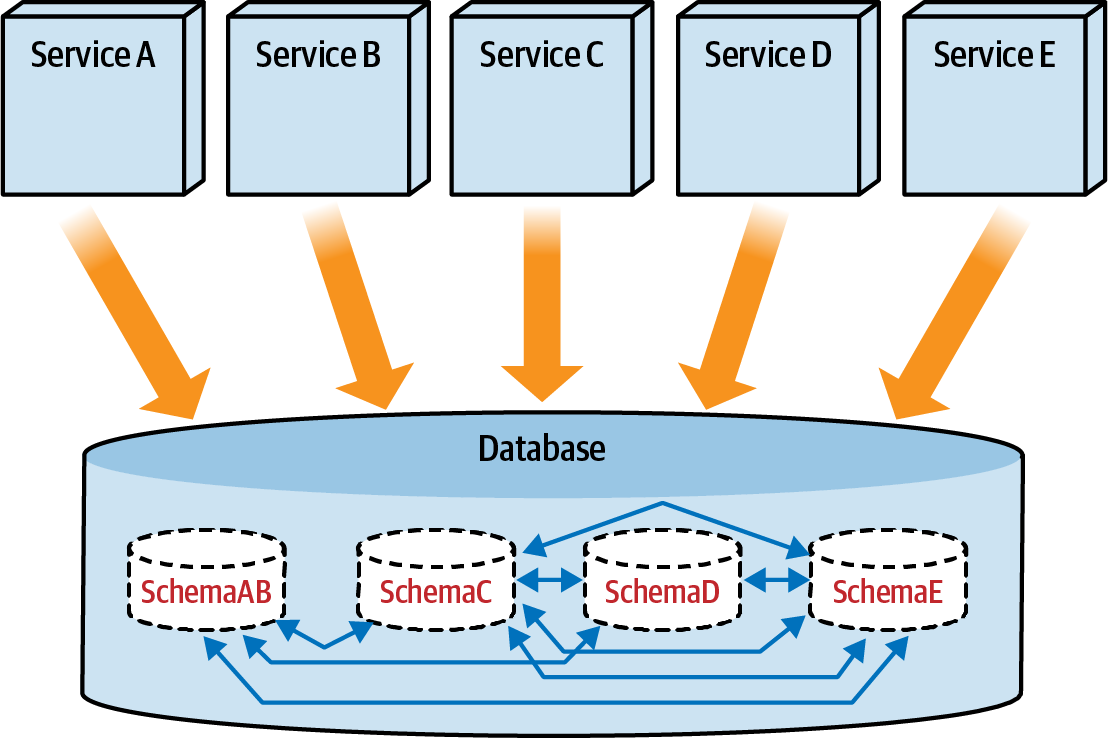 Service A
Service B
Service C
Service D
Service E
Database
SchemaAB
SchemaC
SchemaD
SchemaE